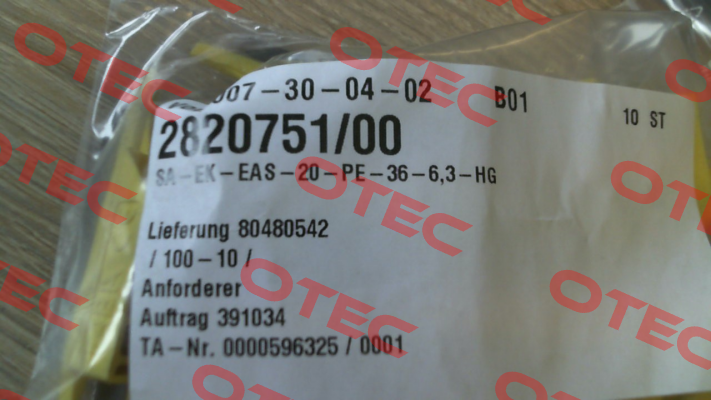 007-30-04-02 B01 10 ST
2820751/00
SA-EK-EAS-20-PE-36-6,3-HG
Lieferung 80480542
/ 100-10 /
Anforderer
Auftrag 391034
TA-Nr. 0000596325 / 0001
OTEC
OTEC
OTEC
OTEC
OTEC
OTEC
OTEC
OTEC